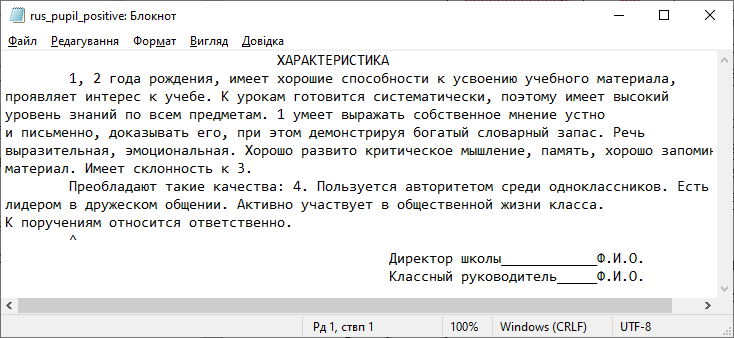 rus_pupil_positive: Блокнот
Файл Редагування Формат Вигляд Довідка
ХАРАКТЕРИСТИКА
1, 2 года рождения, имеет хорошие способности к усвоению учебного материала,
проявляет интерес к учебе. К урокам готовится систематически, поэтому имеет высокий
уровень знаний по всем предметам. 1 умеет выражать собственное мнение устно
и письменно, доказывать его, при этом демонстрируя богатый словарный запас. Речь
выразительная, эмоциональная. Хорошо развито критическое мышление, память, хорошо запомин
материал. Имеет склонность к 3.
Преобладают такие качества: 4. Пользуется авторитетом среди одноклассников. Есть
лидером в дружеском общении. Активно участвует в общественной жизни класса.
К поручениям относится ответственно.
^
Директор школы____________Ф.И.О.
Классный руководитель_____Ф.И.О.
Рд 1, ствп 1 100% Windows (CRLF) UTF-8